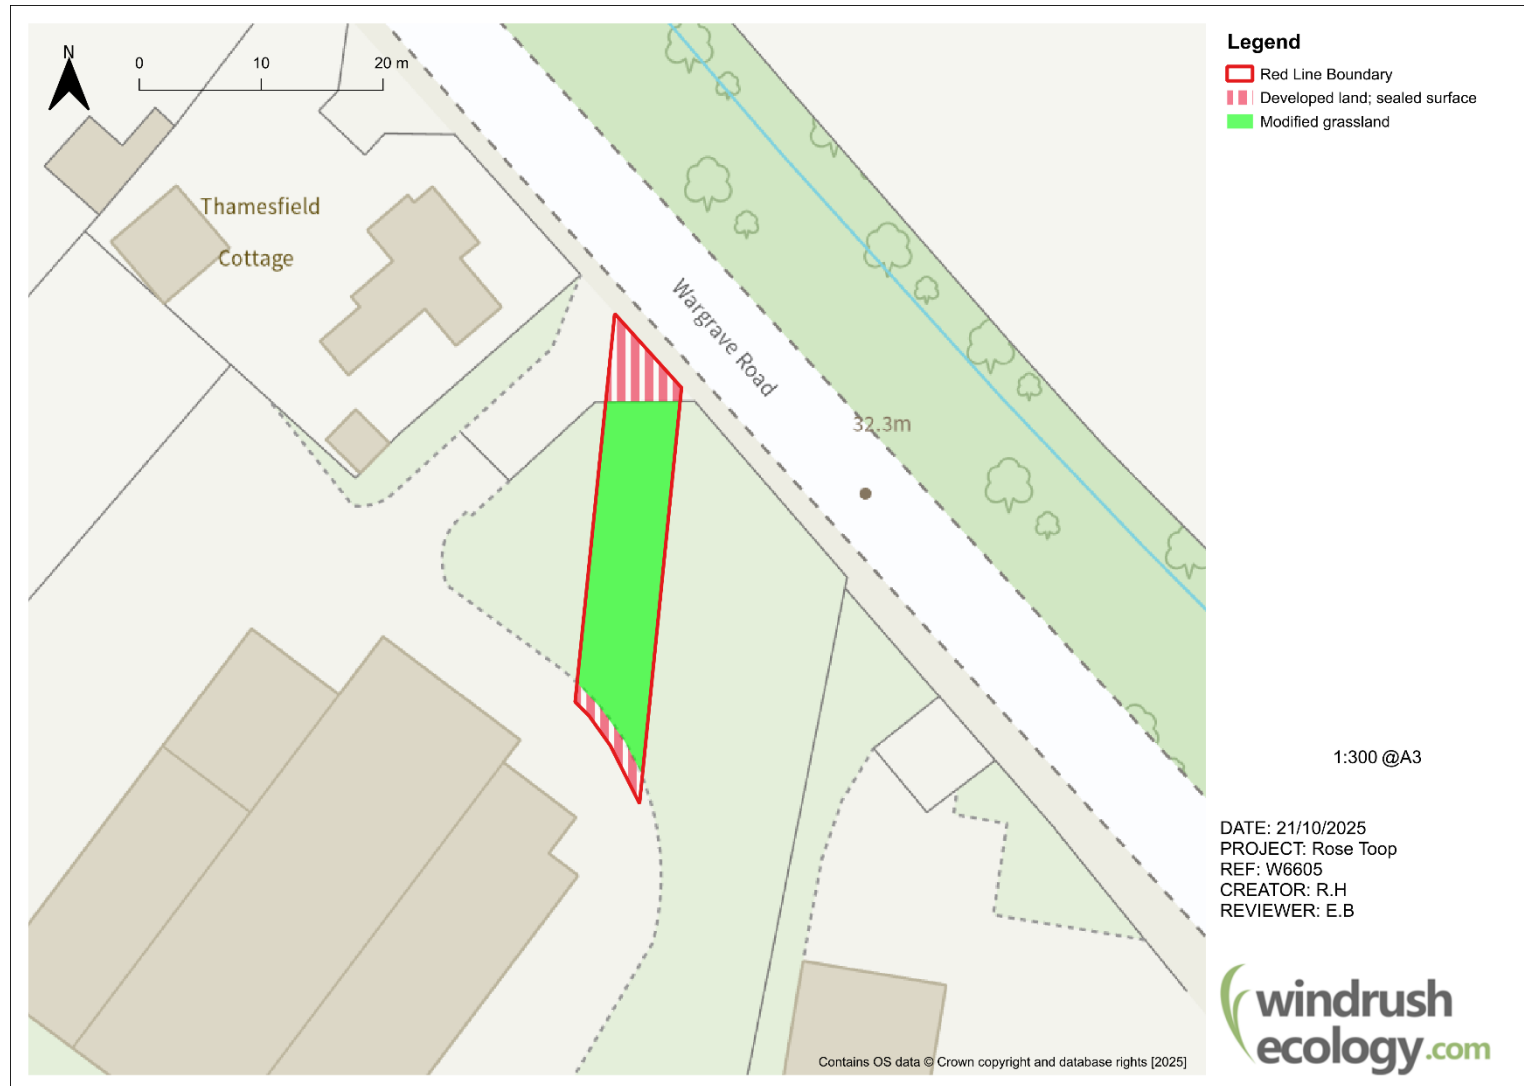 N
0 10 20 m
Thamesfield
Cottage
Wargrave Road
32.3m
Contains OS data © Crown copyright and database rights [2025]
Legend
Red Line Boundary
Developed land; sealed surface
Modified grassland
1:300 @A3
DATE: 21/10/2025
PROJECT: Rose Toop
REF: W6605
CREATOR: R.H
REVIEWER: E.B
windrush
ecology.com